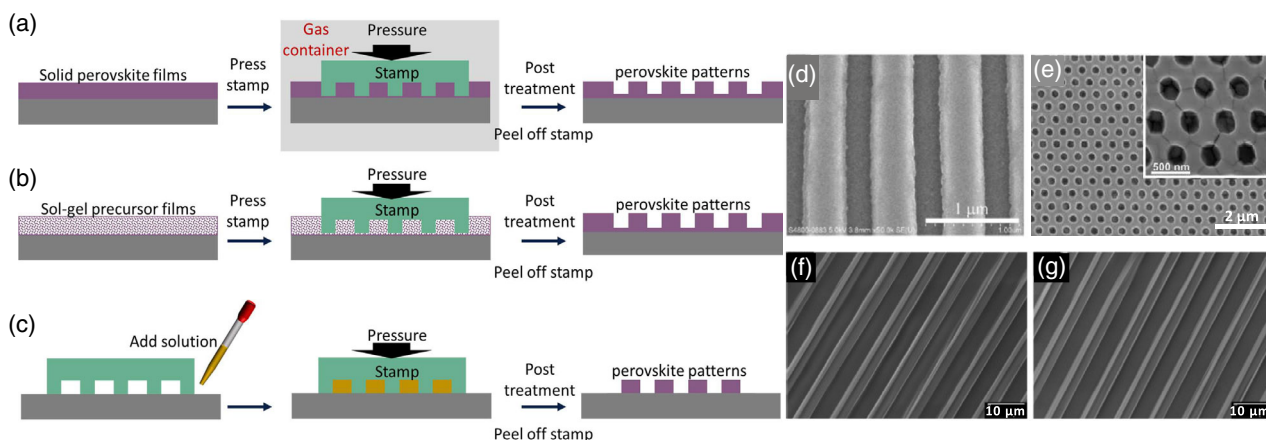 (a)
Solid perovskite films
Press
stamp
Gas
container
Pressure
Stamp
Post
treatment
Peel off stamp
perovskite patterns
(b)
Sol-gel precursor films
Press
stamp
Pressure
Stamp
Post
treatment
Peel off stamp
perovskite patterns
(c)
Add solution
Pressure
Stamp
Post
treatment
Peel off stamp
perovskite patterns
(d)
1 μm
1.00um
(e)
500 nm
2 μm
(f)
10 μm
(g)
10 μm